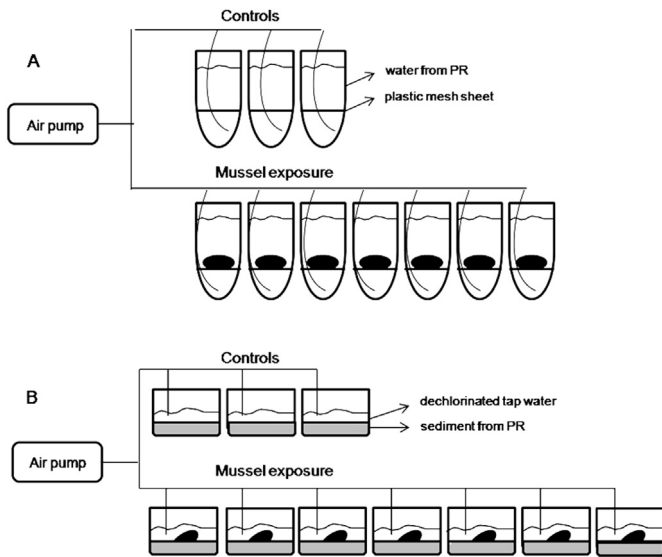 Controls
A
water from PR
plastic mesh sheet
Air pump
Mussel exposure
Controls
B
dechlorinated tap water
sediment from PR
Air pump
Mussel exposure